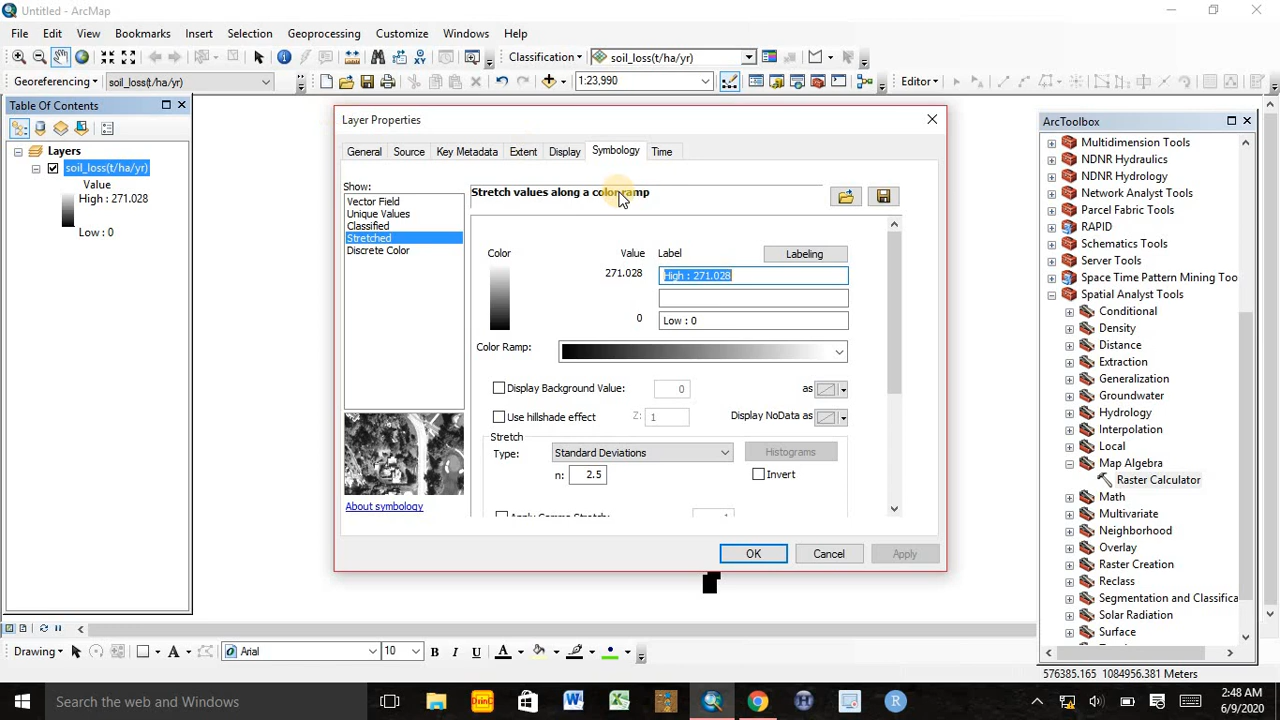 Untitled - ArcMap
File Edit View Bookmarks Insert Selection Geoprocessing Customize Windows Help
Classification soil_loss(t/ha/yr)
Georeferencing soil_loss(t/ha/yr) 1:23,990 Editor
Table Of Contents
Layers
soil_loss(t/ha/yr)
Value
High : 271.028
Low : 0
Layer Properties
General Source Key Metadata Extent Display Symbology Time
Show:
Vector Field
Unique Values
Classified
Stretched
Discrete Color
About symbology
Stretch values along a color ramp
Color Value Label Labeling
271.028 High : 271.028
0 Low : 0
Color Ramp:
Display Background Value: 0 as
Use hillshade effect Z: 1 Display NoData as
Stretch
Type: Standard Deviations Histograms
n: 2.5 Invert
Apply Gamma Stretch: 1
OK Cancel Apply
ArcToolbox
Multidimension Tools
NDNR Hydraulics
NDNR Hydrology
Network Analyst Tools
Parcel Fabric Tools
RAPID
Schematics Tools
Server Tools
Space Time Pattern Mining Too
Spatial Analyst Tools
Conditional
Density
Distance
Extraction
Generalization
Groundwater
Hydrology
Interpolation
Local
Map Algebra
Raster Calculator
Math
Multivariate
Neighborhood
Overlay
Raster Creation
Reclass
Segmentation and Classifica
Solar Radiation
Surface
Drawing A Arial 10 B I U A
576385.165 1084956.381 Meters
Search the web and Windows
2:48 AM
6/9/2020